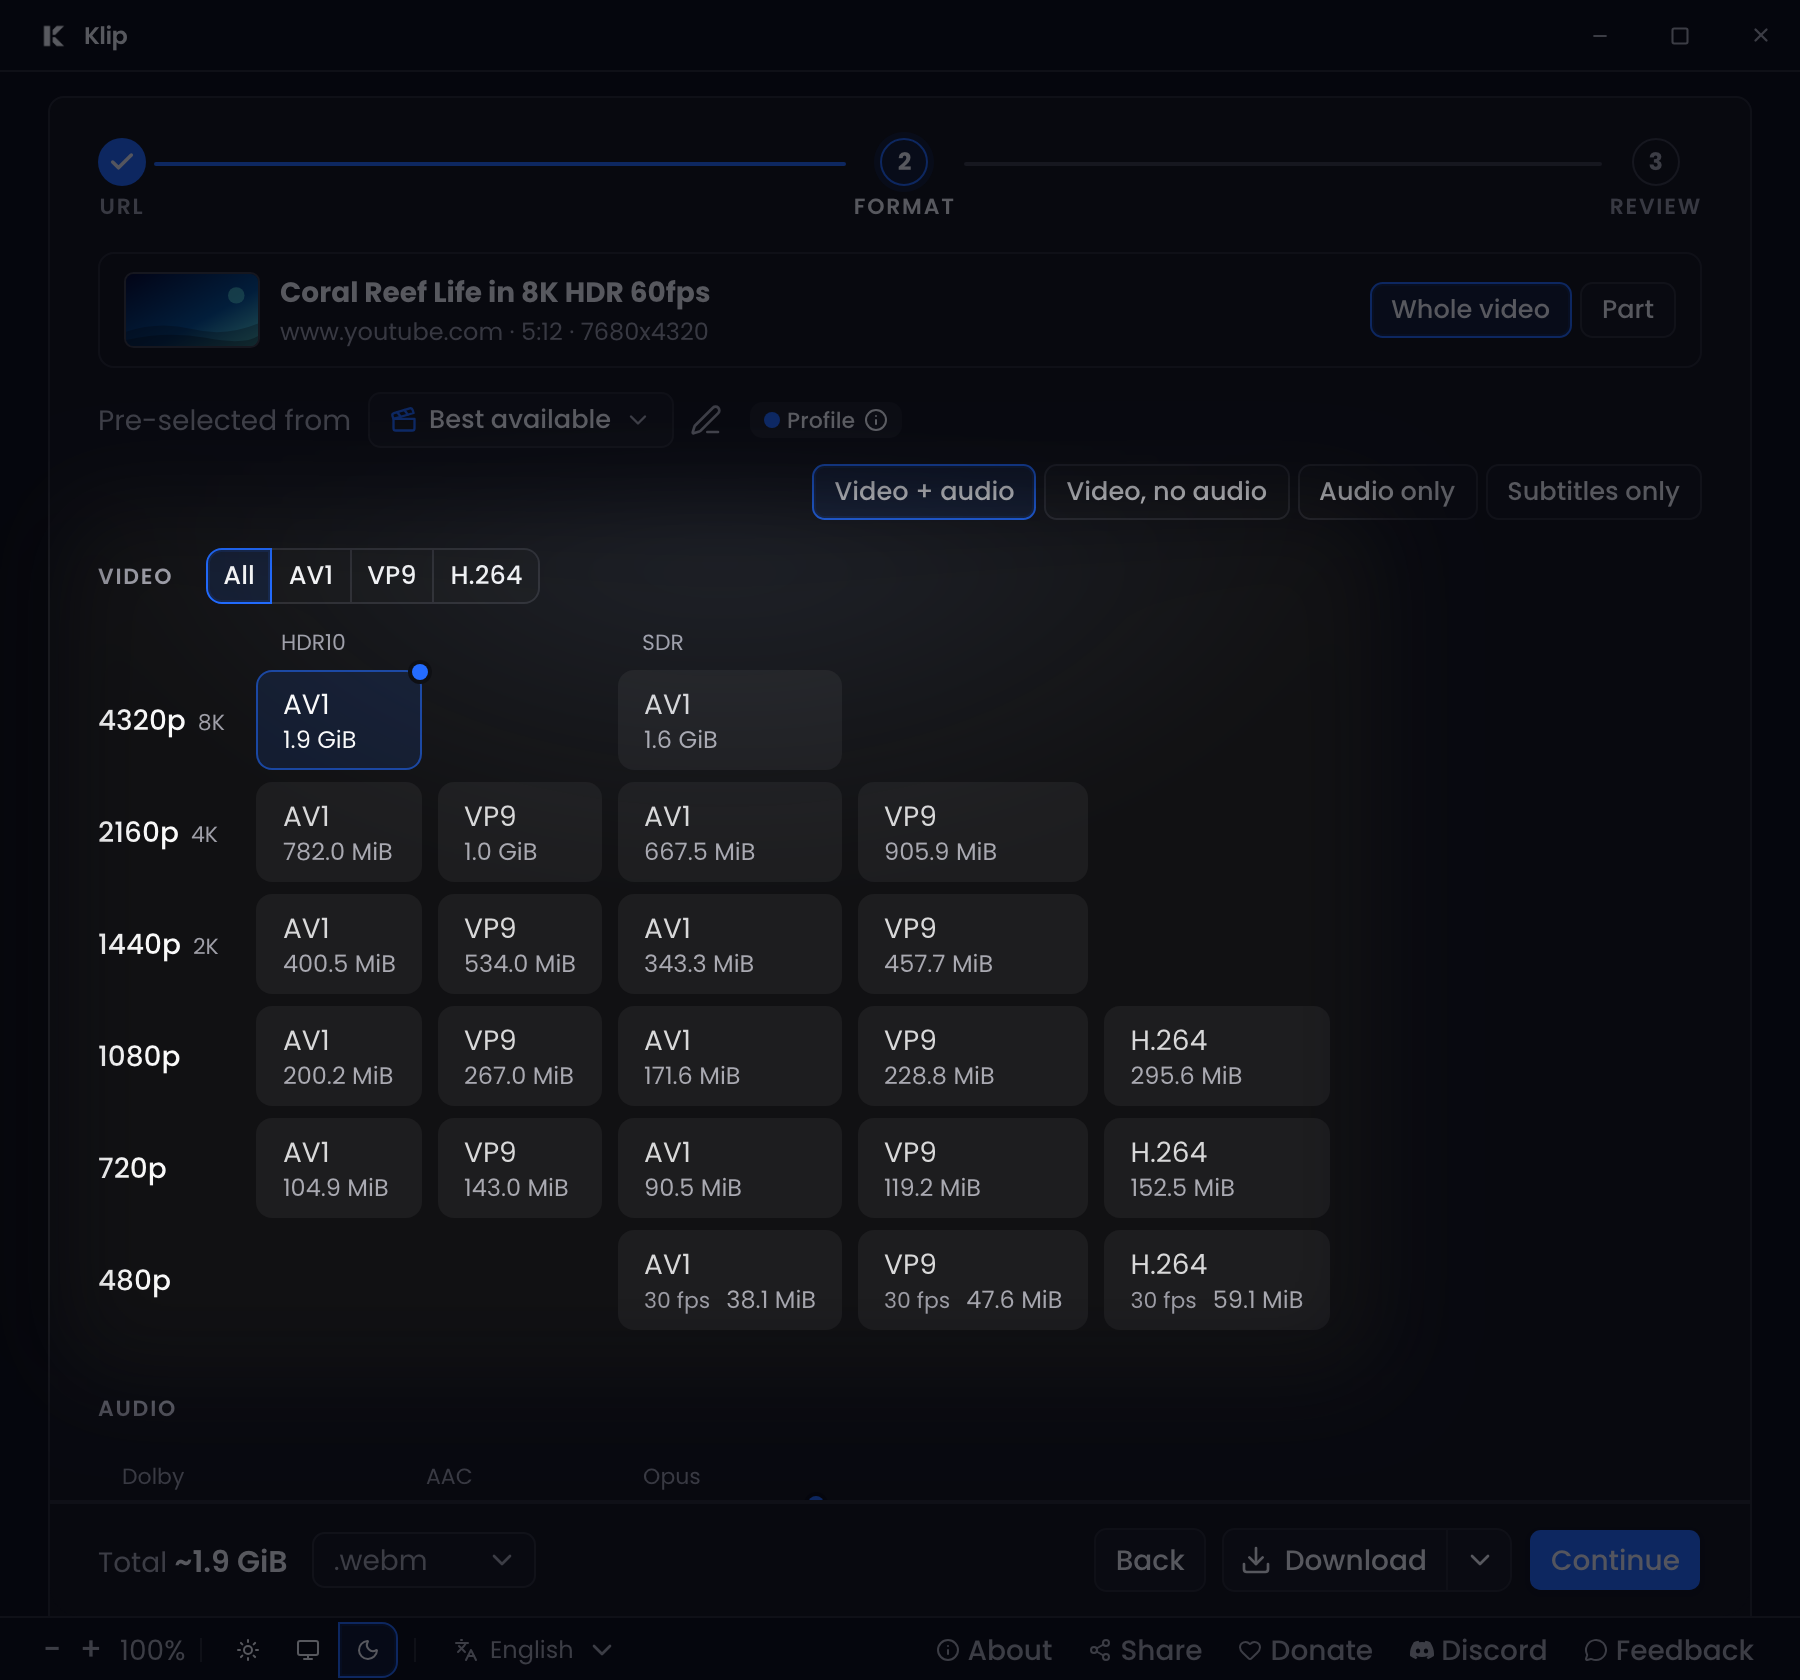 Klip
2
3
URL
FORMAT
REVIEW
Coral Reef Life in 8K HDR 60fps
www.youtube.com · 5:12 · 7680x4320
Whole video
Part
Pre-selected from
Best available
Profile
Video + audio
Video, no audio
Audio only
Subtitles only
VIDEO
All
AV1
VP9
H.264
HDR10
SDR
4320p 8K
AV1
1.9 GiB
AV1
1.6 GiB
2160p 4K
AV1
782.0 MiB
VP9
1.0 GiB
AV1
667.5 MiB
VP9
905.9 MiB
1440p 2K
AV1
400.5 MiB
VP9
534.0 MiB
AV1
343.3 MiB
VP9
457.7 MiB
1080p
AV1
200.2 MiB
VP9
267.0 MiB
AV1
171.6 MiB
VP9
228.8 MiB
H.264
295.6 MiB
720p
AV1
104.9 MiB
VP9
143.0 MiB
AV1
90.5 MiB
VP9
119.2 MiB
H.264
152.5 MiB
480p
AV1
30 fps 38.1 MiB
VP9
30 fps 47.6 MiB
H.264
30 fps 59.1 MiB
AUDIO
Dolby
AAC
Opus
Total ~1.9 GiB
.webm
Back
Download
Continue
100%
English
About
Share
Donate
Discord
Feedback